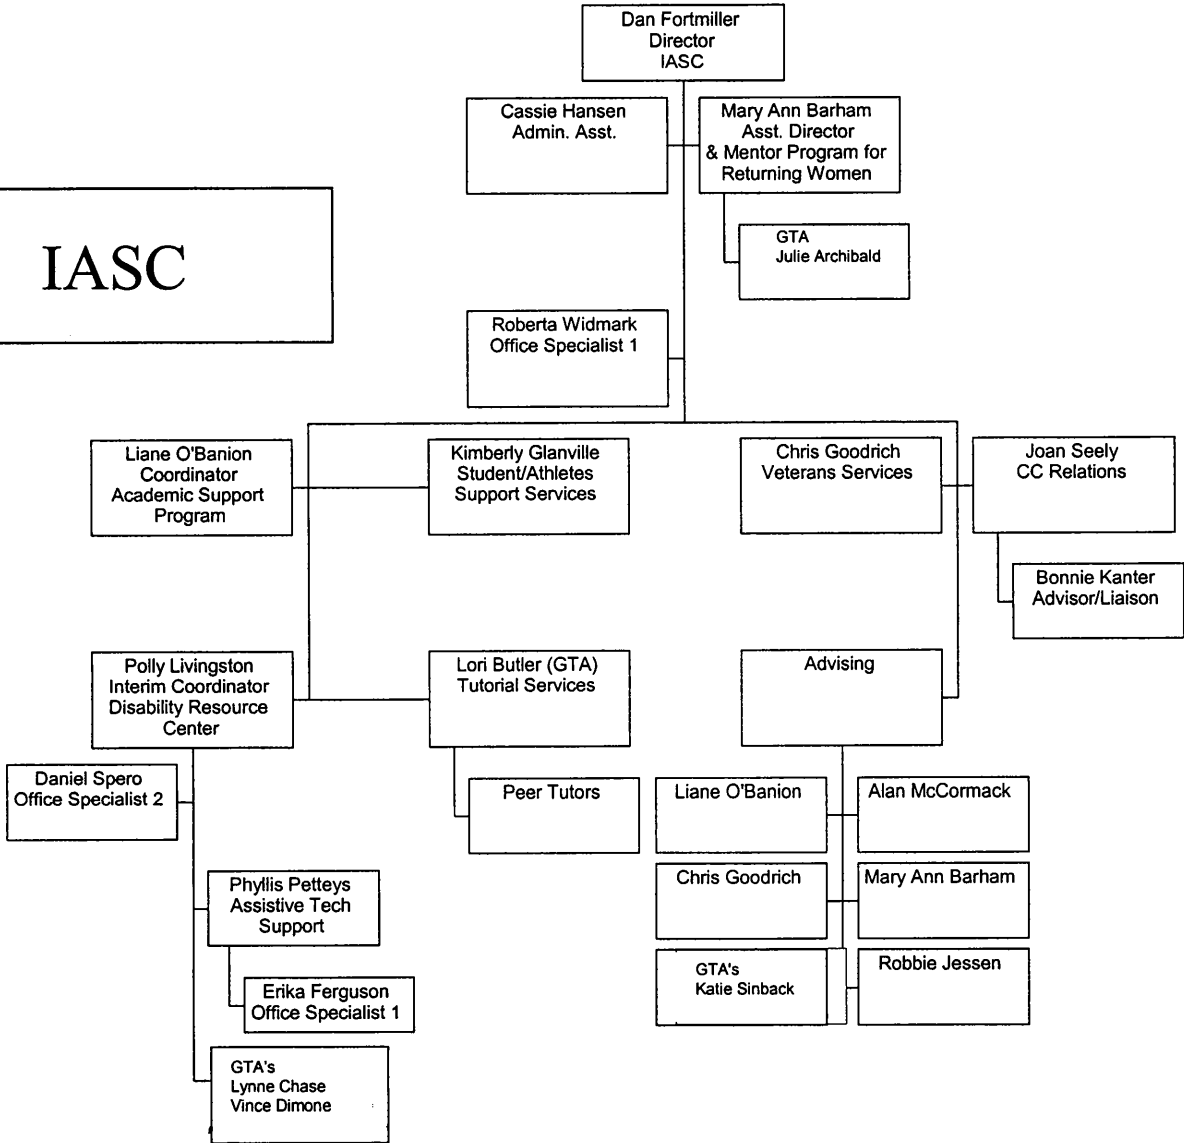 Dan Fortmiller
Director
IASC
Cassie Hansen
Admin. Asst.
Mary Ann Barham
Asst. Director
& Mentor Program for
Returning Women
GTA
Julie Archibald
IASC
Roberta Widmark
Office Specialist 1
Liane O'Banion
Coordinator
Academic Support
Program
Kimberly Glanville
Student/Athletes
Support Services
Chris Goodrich
Veterans Services
Joan Seely
CC Relations
Bonnie Kanter
Advisor/Liaison
Polly Livingston
Interim Coordinator
Disability Resource
Center
Lori Butler (GTA)
Tutorial Services
Advising
Daniel Spero
Office Specialist 2
Peer Tutors
Liane O'Banion
Alan McCormack
Phyllis Petteys
Assistive Tech
Support
Chris Goodrich
Mary Ann Barham
Erika Ferguson
Office Specialist 1
GTA's
Katie Sinback
Robbie Jessen
GTA's
Lynne Chase
Vince Dimone